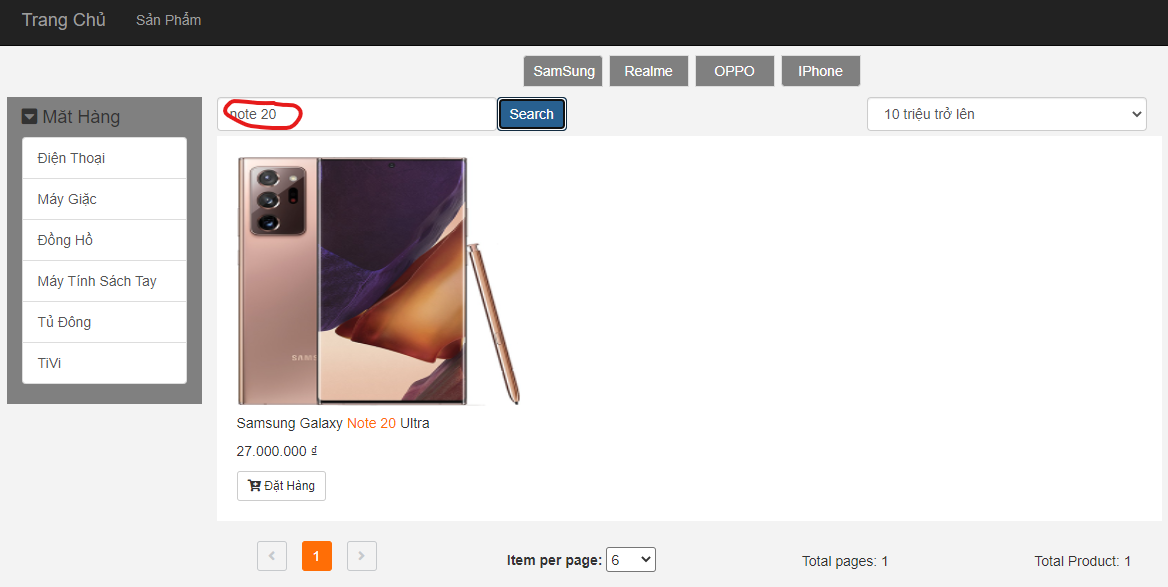 Trang Chủ Sản Phẩm
SamSung Realme OPPO IPhone
Măt Hàng
note 20 Search 10 triệu trở lên
Điện Thoại
Máy Giặc
Đồng Hồ
Máy Tính Sách Tay
Tủ Đông
TiVi
SAMS
Samsung Galaxy Note 20 Ultra
27.000.000 ₫
Đặt Hàng
1 Item per page: 6 Total pages: 1 Total Product: 1